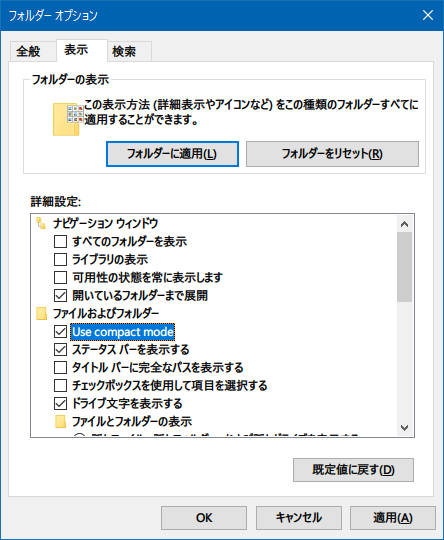 フォルダー オプション
全般
表示
検索
フォルダーの表示
この表示方法 (詳細表示やアイコンなど) をこの種類のフォルダーすべてに
適用することができます。
フォルダーに適用(L)
フォルダーをリセット(R)
詳細設定:
ナビゲーション ウィンドウ
すべてのフォルダーを表示
ライブラリの表示
可用性の状態を常に表示します
開いているフォルダーまで展開
ファイルおよびフォルダー
Use compact mode
ステータス バーを表示する
タイトル バーに完全なパスを表示する
チェックボックスを使用して項目を選択する
ドライブ文字を表示する
ファイルとフォルダーの表示
既定値に戻す(D)
OK
キャンセル
適用(A)